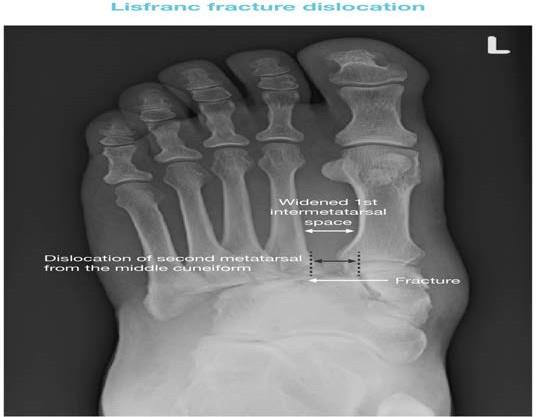 Lisfranc fracture dislocation
L
Widened 1st
intermetatarsal
space
Dislocation of second metatarsal
from the middle cuneiform
Fracture